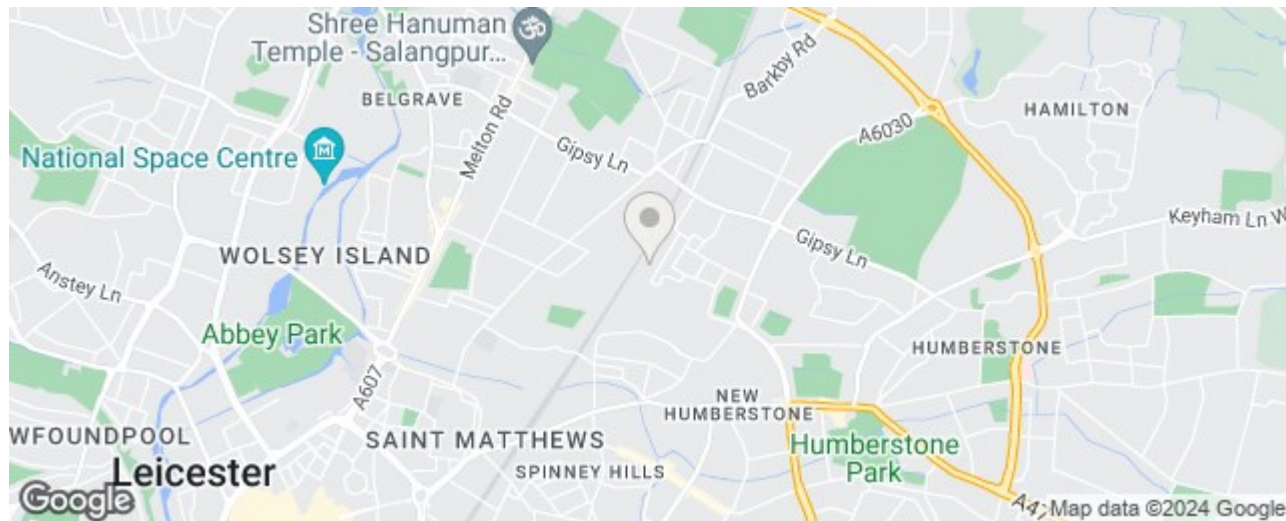 Shree Hanuman
Temple - Salangpur...
BELGRAVE
Melton Rd
Barkby Rd
HAMILTON
A6030
National Space Centre
Gipsy Ln
Keyham Ln W
WOLSEY ISLAND
Gipsy Ln
Anstey Ln
Abbey Park
HUMBERSTONE
A607
NEW
HUMBERSTONE
WFOUNDPOOL
SAINT MATTHEWS
Humberstone
Park
Leicester
SPINNEY HILLS
Google
A47
Map data ©2024 Google